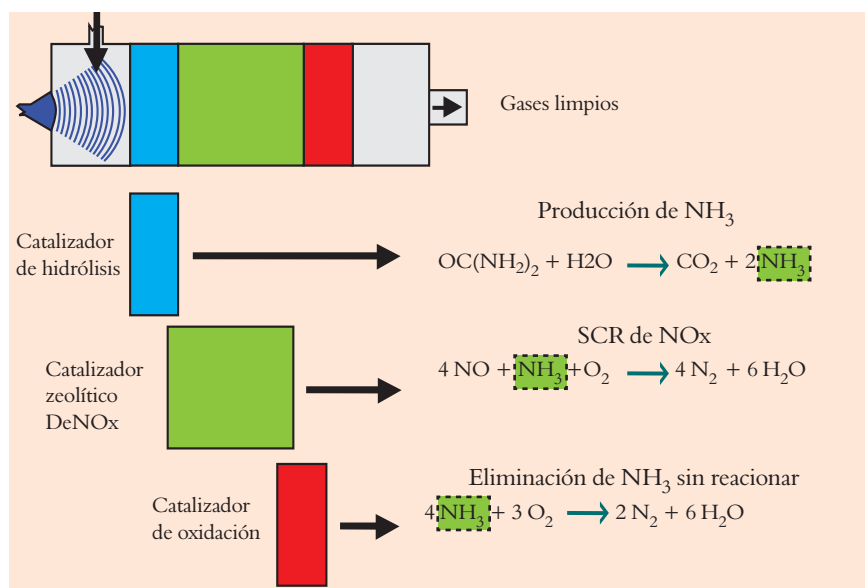 Gases limpios
Producción de NH₃
Catalizador
de hidrólisis
OC(NH₂)₂ + H2O → CO₂ + 2 NH₃
SCR de NOx
Catalizador
zeolítico
DeNOx
4 NO + NH₃ + O₂ → 4 N₂ + 6 H₂O
Eliminación de NH₃ sin reacionar
Catalizador
de oxidación
4 NH₃ + 3 O₂ → 2 N₂ + 6 H₂O